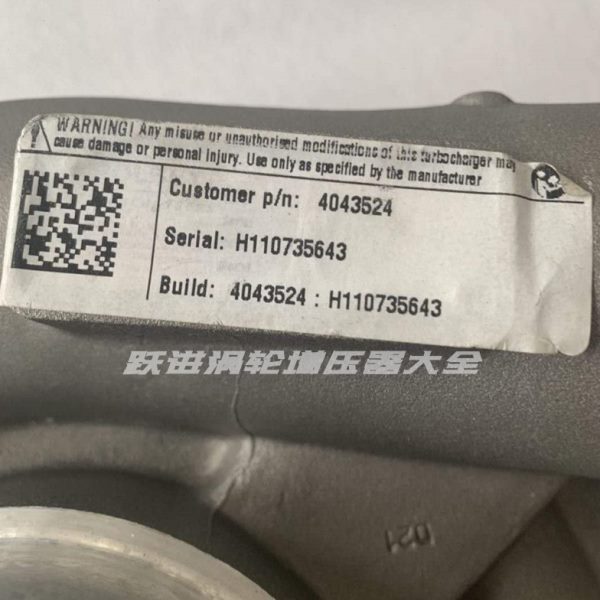 WARNING! Any misuse or unauthorised modifications of this turbocharger may
cause damage or personal injury. Use only as specified by the manufacturer
Customer p/n: 4043524
Serial: H110735643
Build: 4043524 : H110735643
跃进涡轮增压器大全
021